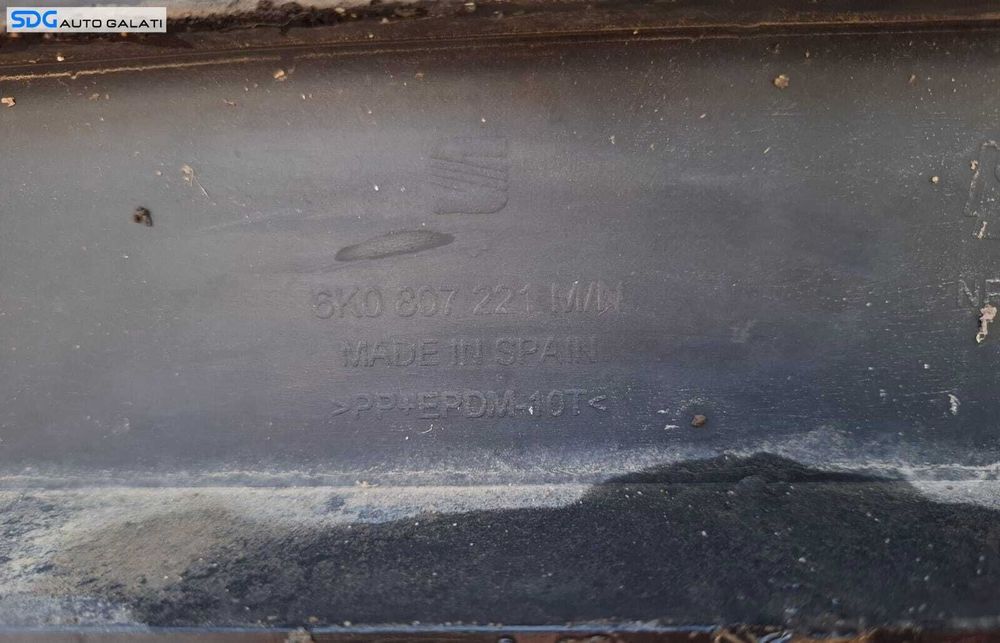 SDG AUTO GALATI
6K0 807 221 M/N
MADE IN SPAIN
>PP+EPDM-10T<